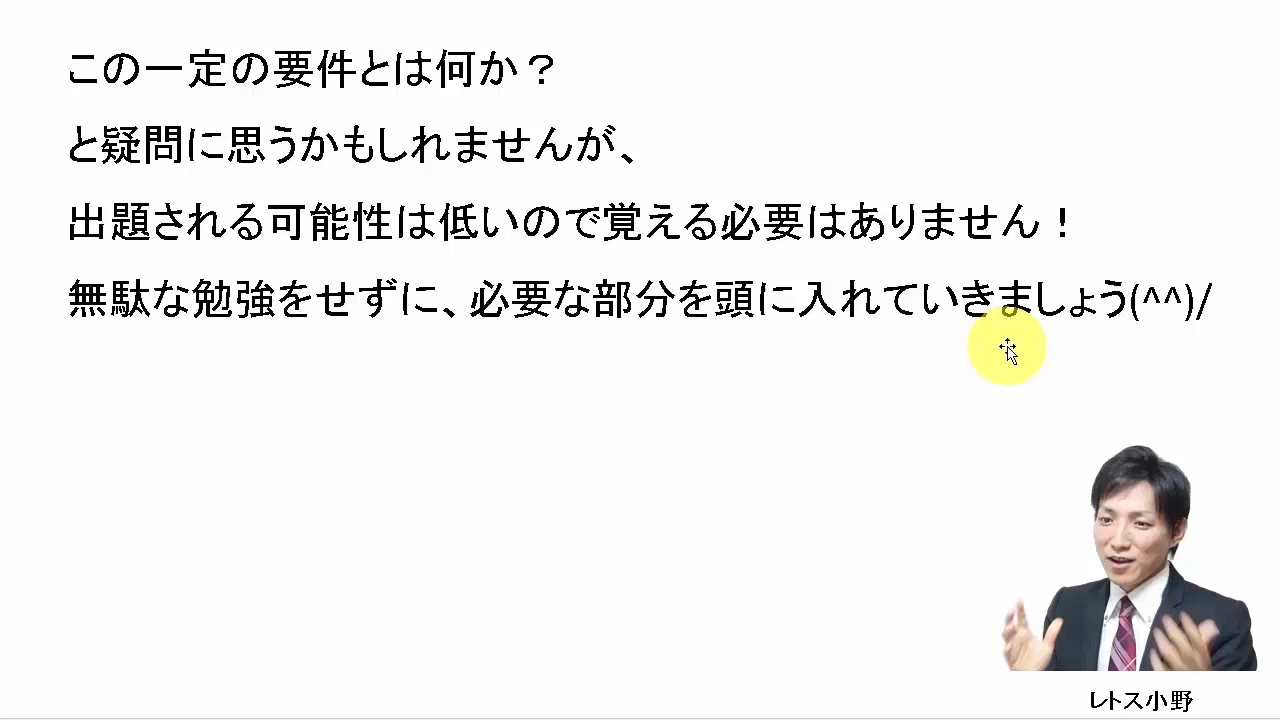 この一定の要件とは何か？
と疑問に思うかもしれませんが、
出題される可能性は低いので覚える必要はありません！
無駄な勉強をせずに、必要な部分を頭に入れていきましょう(^^)/
レトス小野